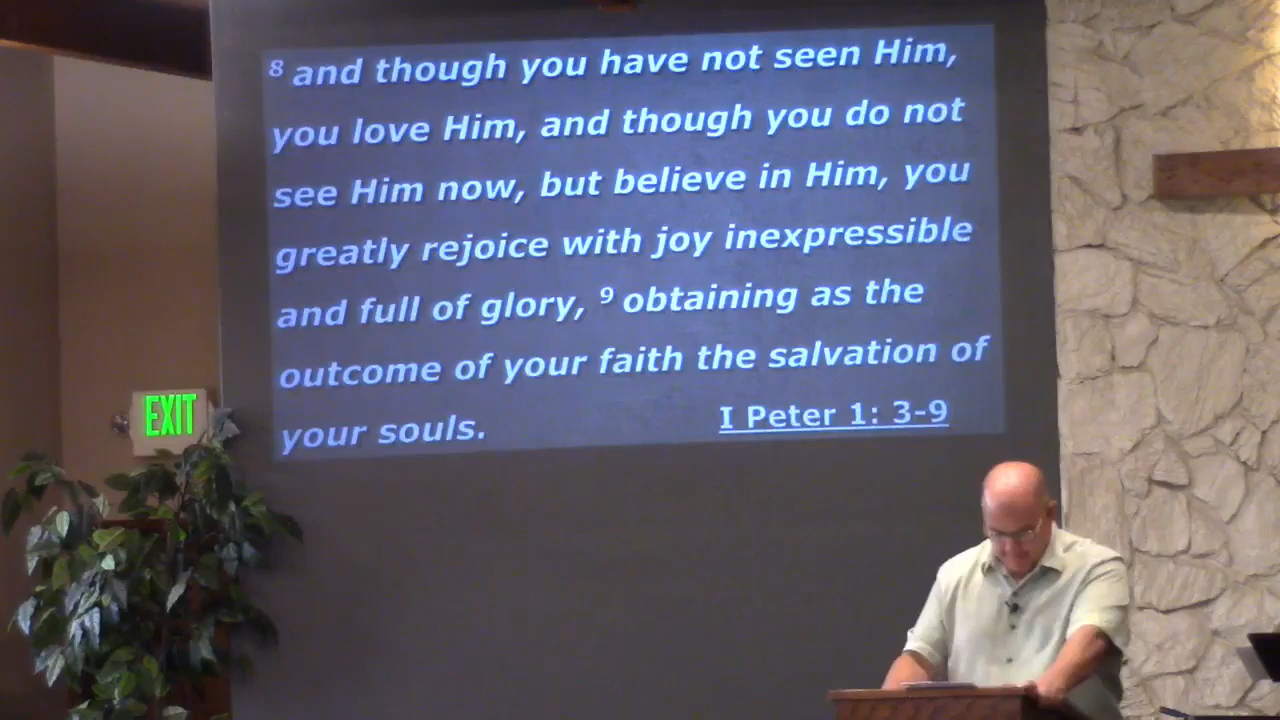 8 and though you have not seen Him,
you love Him, and though you do not
see Him now, but believe in Him, you
greatly rejoice with joy inexpressible
and full of glory, 9 obtaining as the
outcome of your faith the salvation of
your souls. I Peter 1: 3-9
EXIT